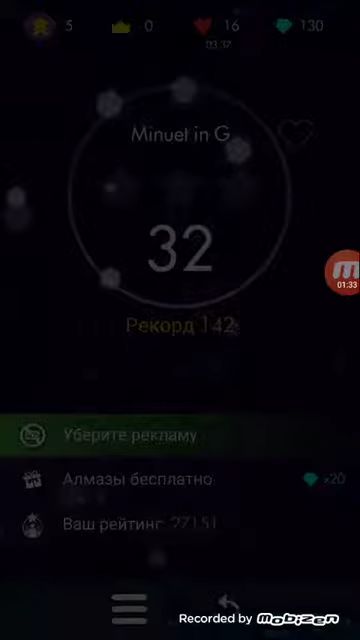 5 0 16 130
03:37
Minuet in G
32
01:33
Рекорд 142
Уберите рекламу
Алмазы бесплатно ×20
Ваш рейтинг: 27151
Recorded by mobizen